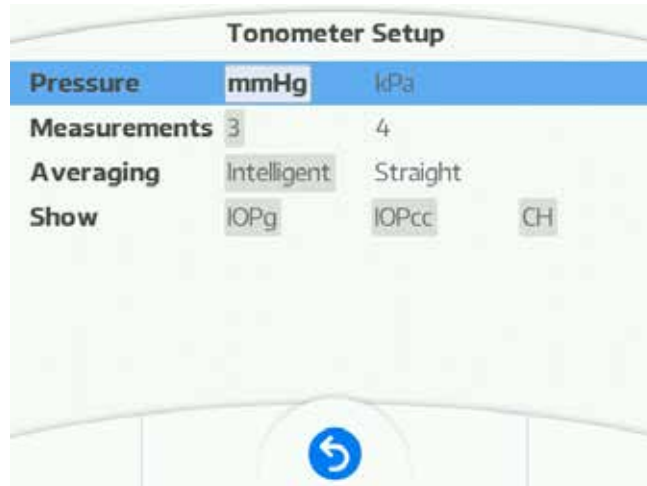 Tonometer Setup
Pressure mmHg kPa
Measurements 3 4
Averaging Intelligent Straight
Show IOPg IOPcc CH